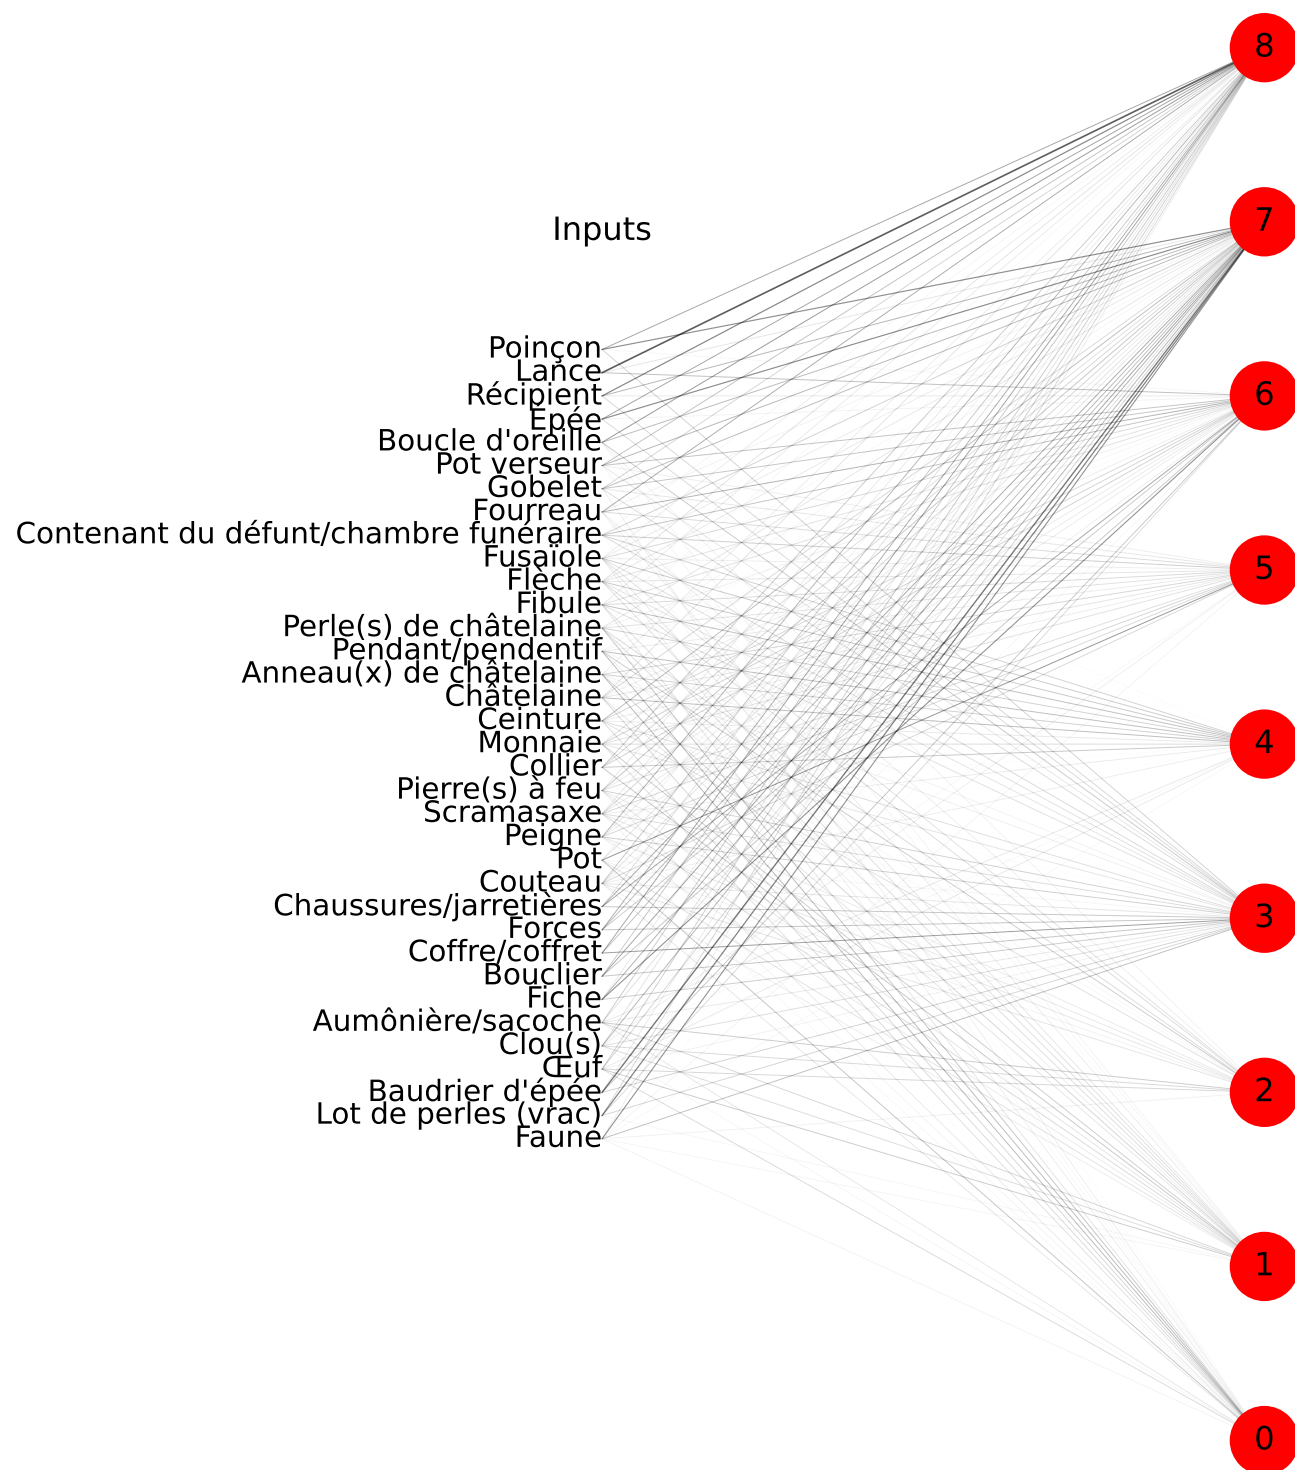 8
7
Inputs
Poinçon
Lance
Récipient
6
Épée
Boucle d'oreille
Pot verseur
Gobelet
Fourreau
Contenant du défunt/chambre funéraire
Fusaïole
5
Flèche
Fibule
Perle(s) de châtelaine
Pendant/pendentif
Anneau(x) de châtelaine
Châtelaine
Ceinture
Monnaie
4
Collier
Pierre(s) à feu
Scramasaxe
Peigne
Pot
Couteau
Chaussures/jarretières
3
Forces
Coffre/coffret
Bouclier
Fiche
Aumônière/sacoche
Clou(s)
Œuf
Baudrier d'épée
2
Lot de perles (vrac)
Faune
1
0